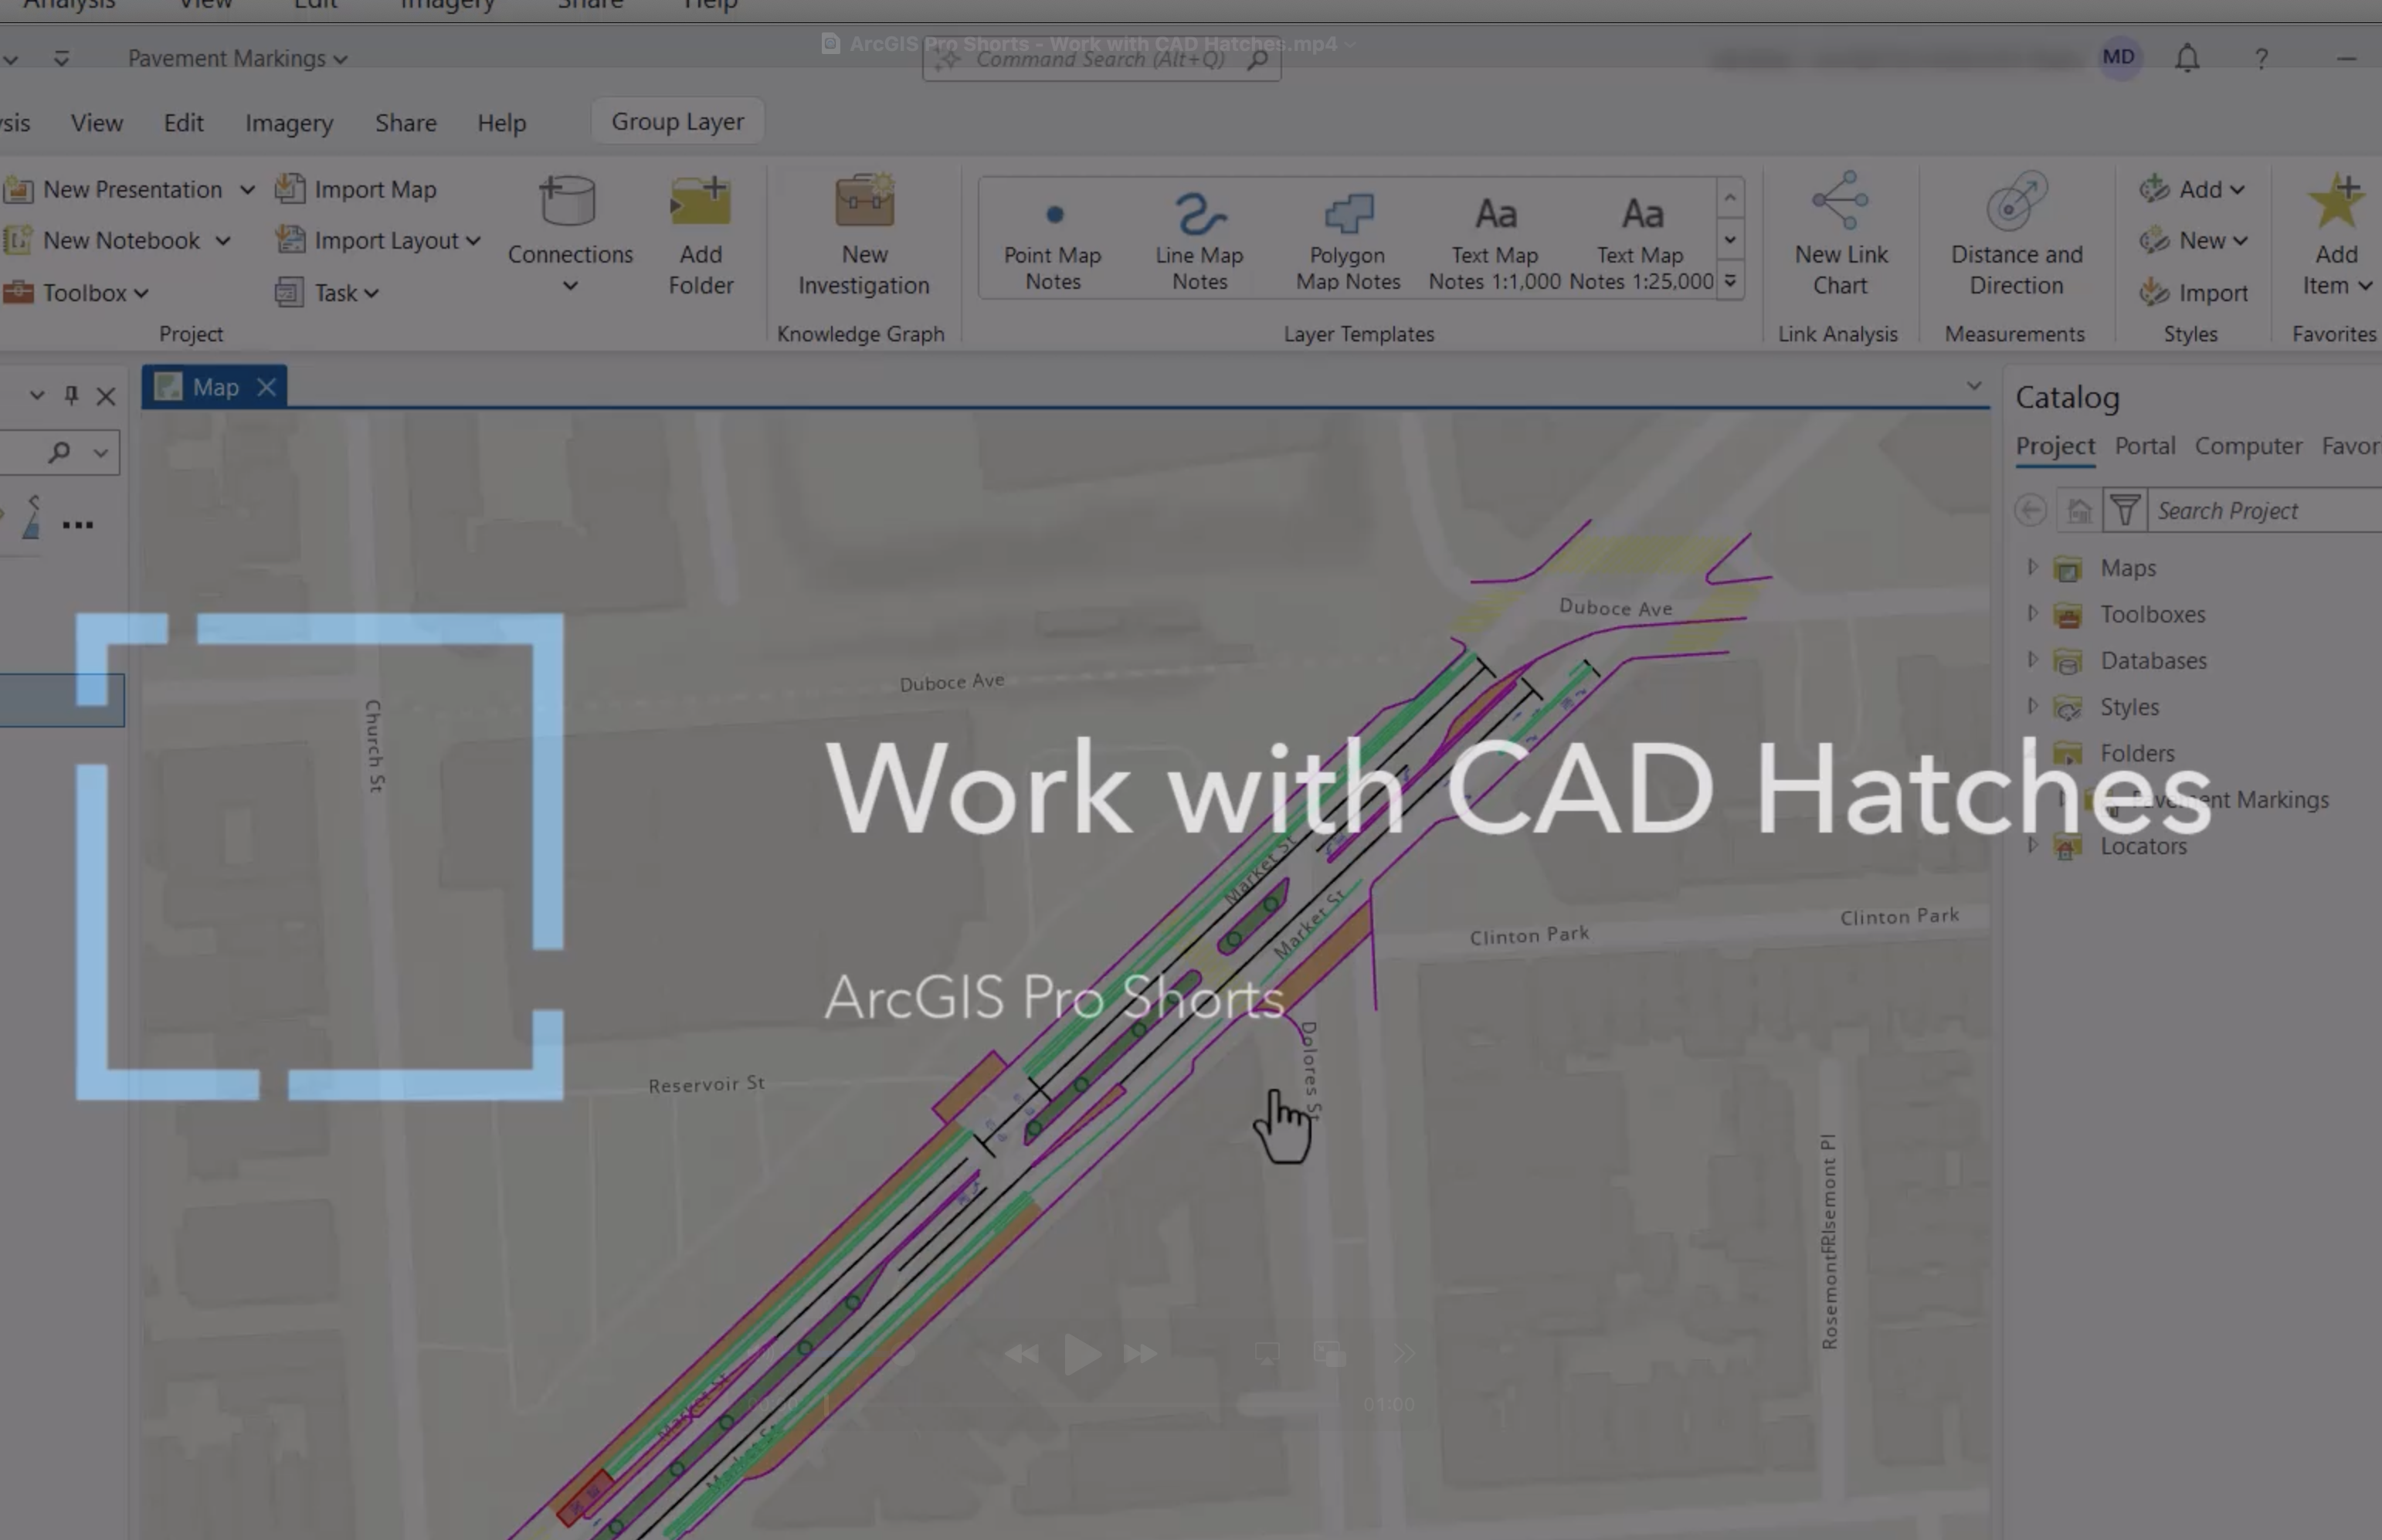 Analysis View Edit Imagery Share Help
ArcGIS Pro Shorts - Work with CAD Hatches.mp4
Pavement Markings
Command Search (Alt+Q)
MD
?
View Edit Imagery Share Help Group Layer
New Presentation
Import Map
New Notebook
Import Layout
Toolbox
Task
Project
Connections
Add
Folder
New
Investigation
Knowledge Graph
Point Map
Notes
Line Map
Notes
Polygon
Map Notes
Aa
Text Map
Notes 1:1,000
Aa
Text Map
Notes 1:25,000
Layer Templates
New Link
Chart
Link Analysis
Distance and
Direction
Measurements
Add
New
Import
Styles
Add
Item
Favorites
Map
Catalog
Project Portal Computer Favor
Search Project
Maps
Toolboxes
Databases
Styles
Folders
Pavement Markings
Locators
Duboce Ave
Duboce Ave
Church St
Work with CAD Hatches
Market St
Market St
Clinton Park
Clinton Park
ArcGIS Pro Shorts
Dolores St
Reservoir St
Rosemont Pl
Market St
Market St
01:00